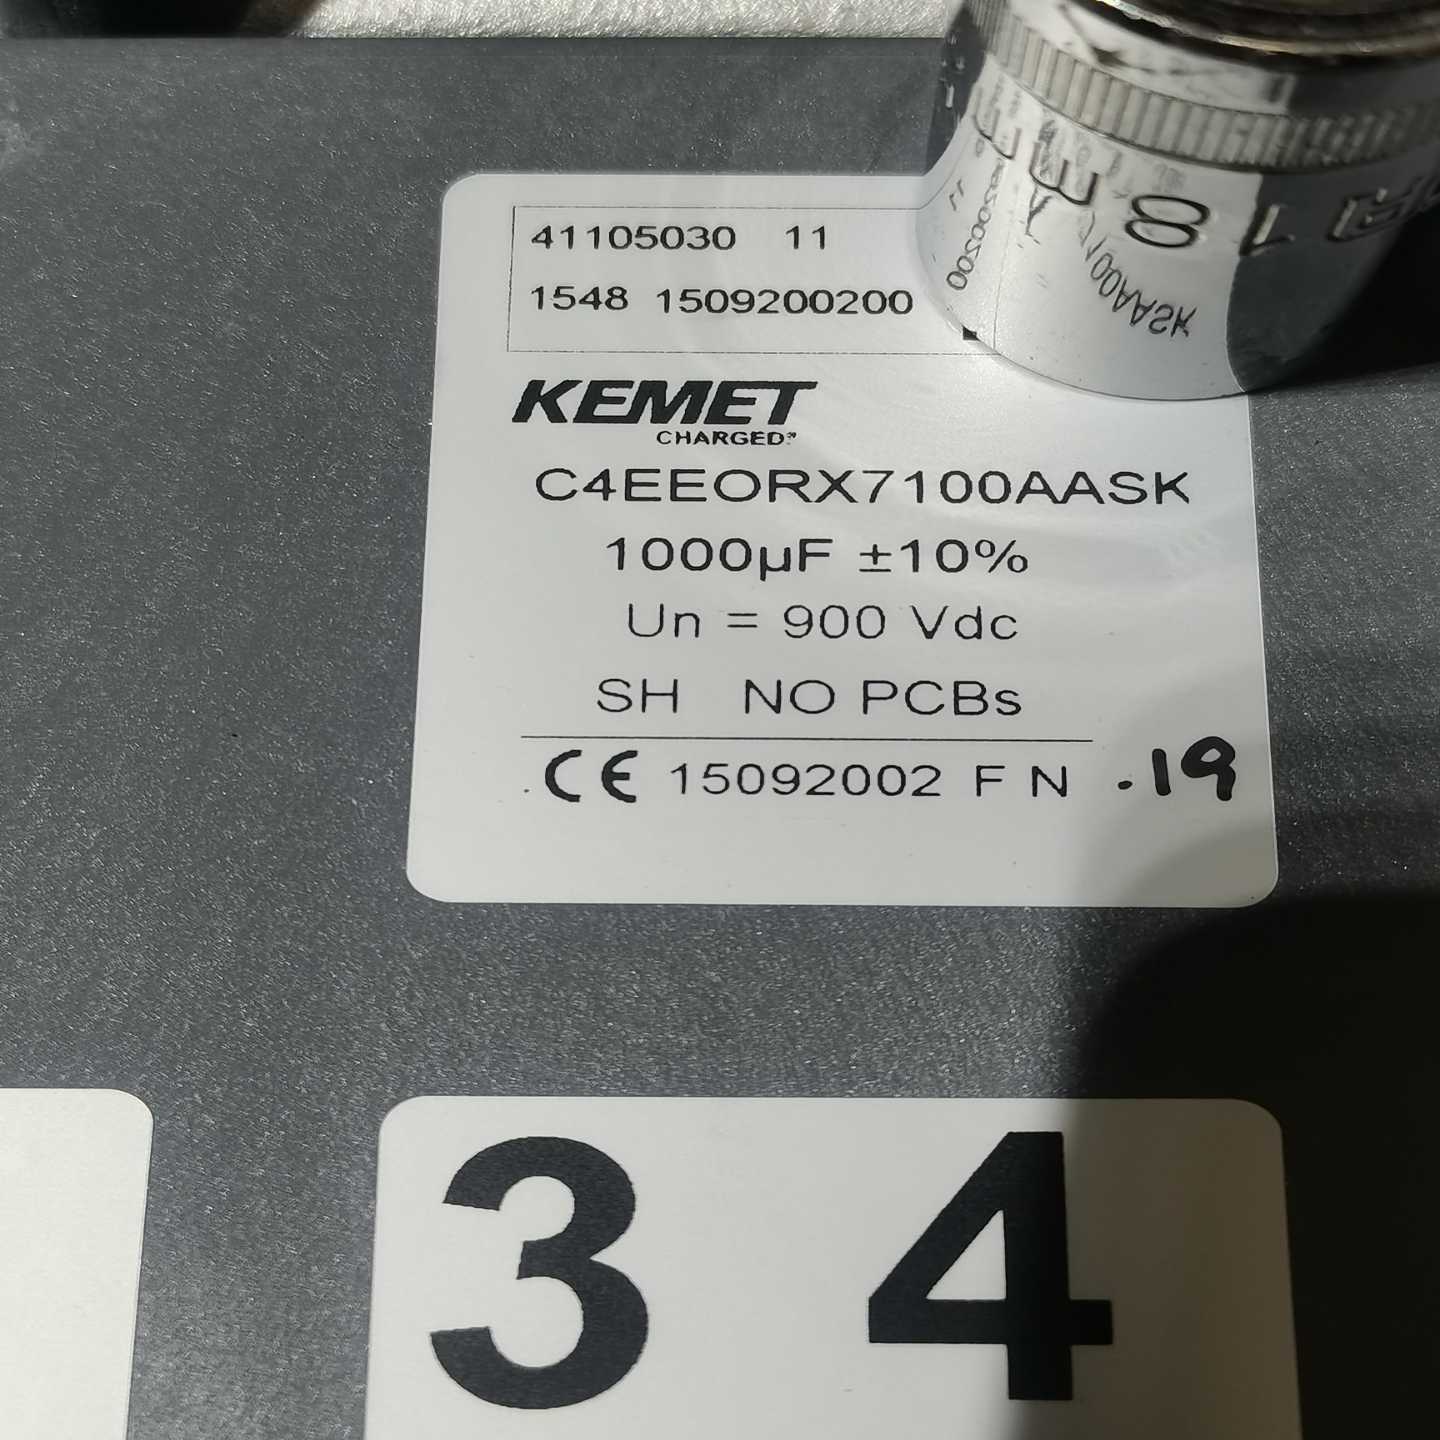 41105030 11
1548 1509200200
KEMET
CHARGED.
C4EEORX7100AASK
1000µF ±10%
Un = 900 Vdc
SH NO PCBs
CE 15092002 F N .19
3 4